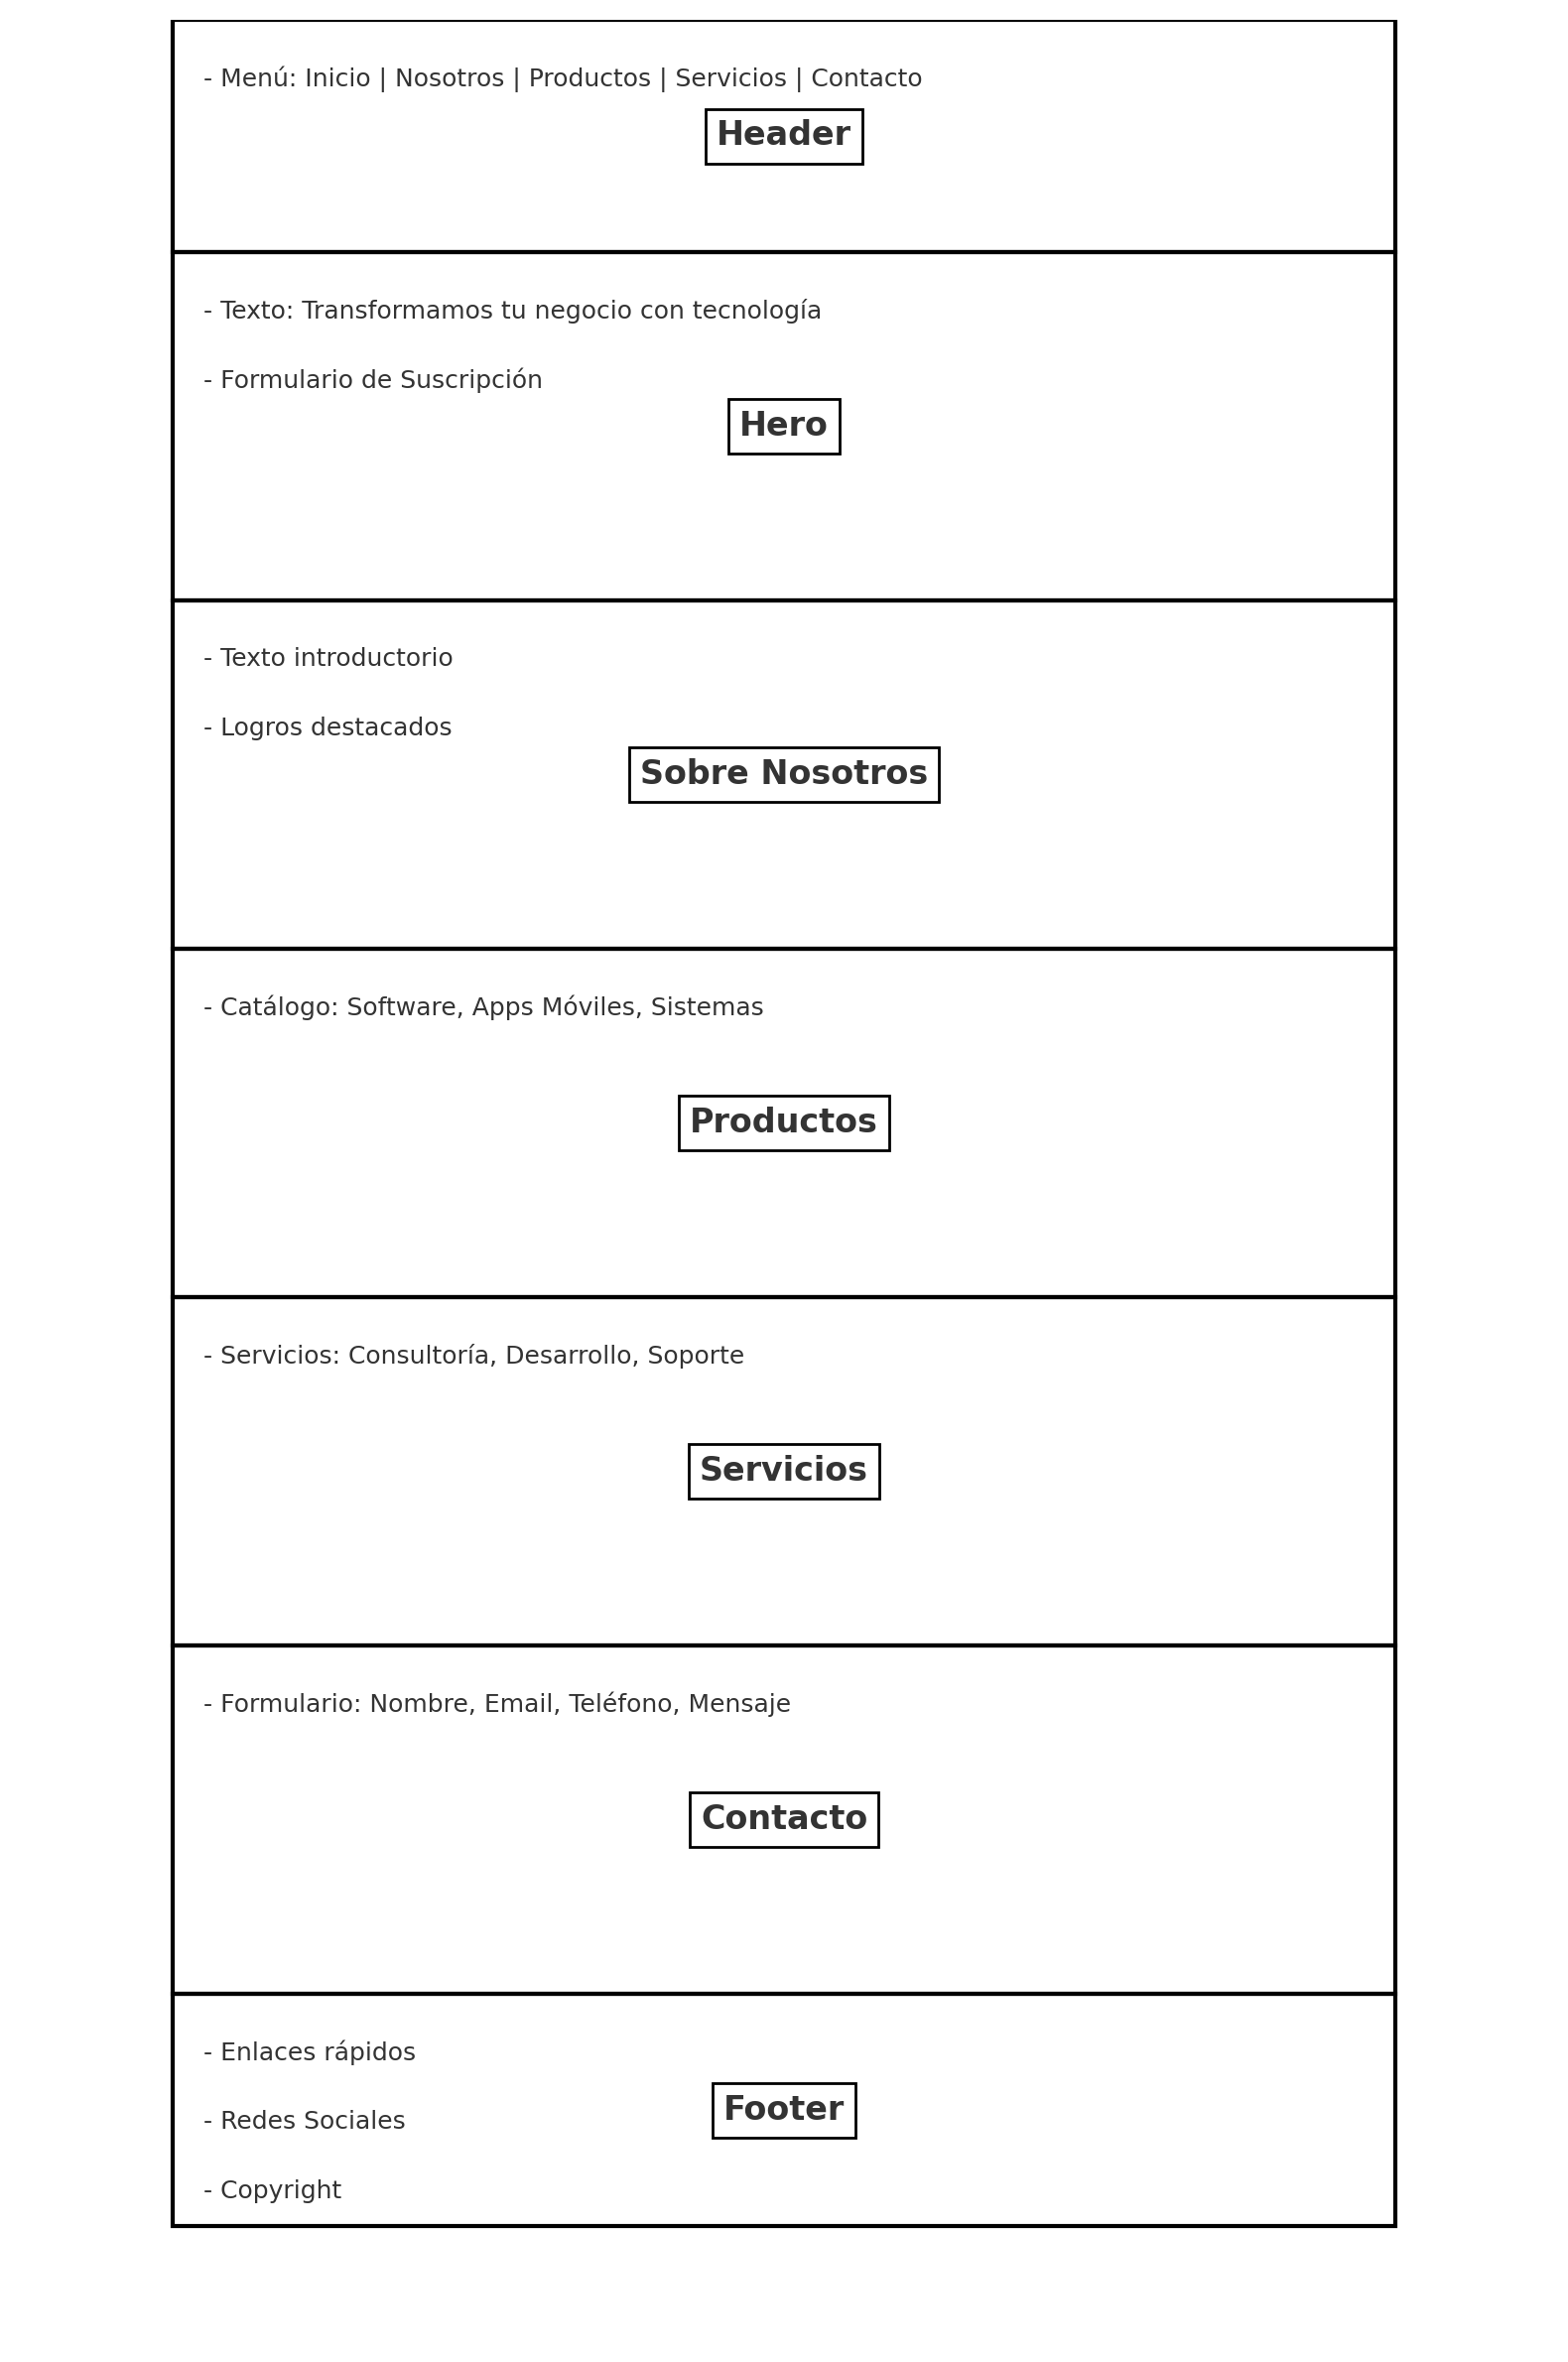 - Menú: Inicio | Nosotros | Productos | Servicios | Contacto
Header
- Texto: Transformamos tu negocio con tecnología
- Formulario de Suscripción
Hero
- Texto introductorio
- Logros destacados
Sobre Nosotros
- Catálogo: Software, Apps Móviles, Sistemas
Productos
- Servicios: Consultoría, Desarrollo, Soporte
Servicios
- Formulario: Nombre, Email, Teléfono, Mensaje
Contacto
- Enlaces rápidos
Footer
- Redes Sociales
- Copyright